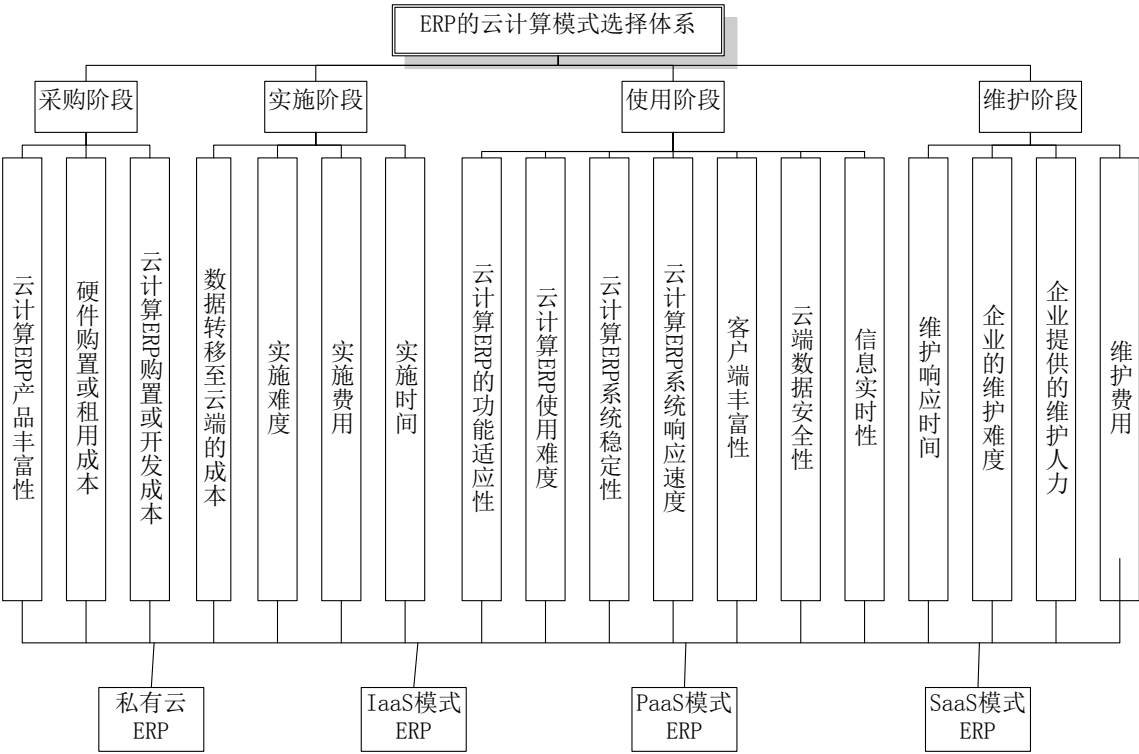 ERP的云计算模式选择体系
采购阶段
实施阶段
使用阶段
维护阶段
云计算ERP产品丰富性
硬件购置或租用成本
云计算ERP购置或开发成本
数据转移至云端的成本
实施难度
实施费用
实施时间
云计算ERP的功能适应性
云计算ERP使用难度
云计算ERP系统稳定性
云计算ERP系统响应速度
客户端丰富性
云端数据安全性
信息实时性
维护响应时间
企业的维护难度
企业提供的维护人力
维护费用
私有云
ERP
IaaS模式
ERP
PaaS模式
ERP
SaaS模式
ERP